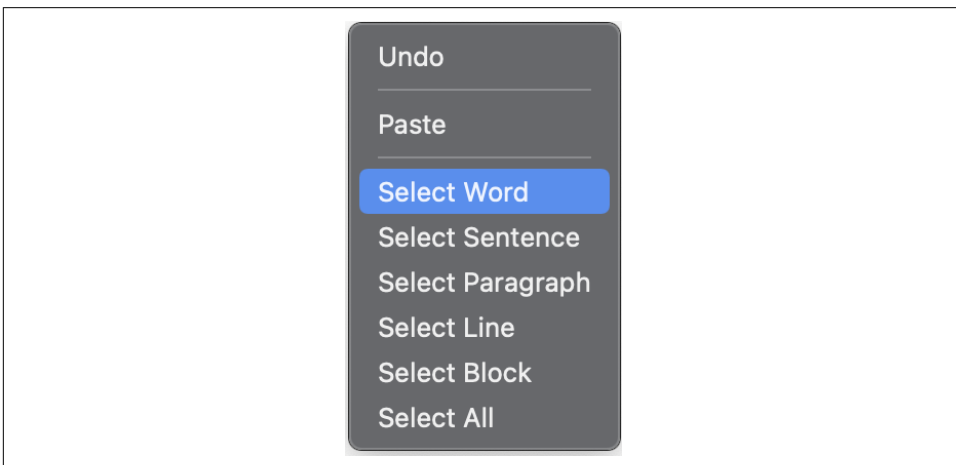 Undo
Paste
Select Word
Select Sentence
Select Paragraph
Select Line
Select Block
Select All